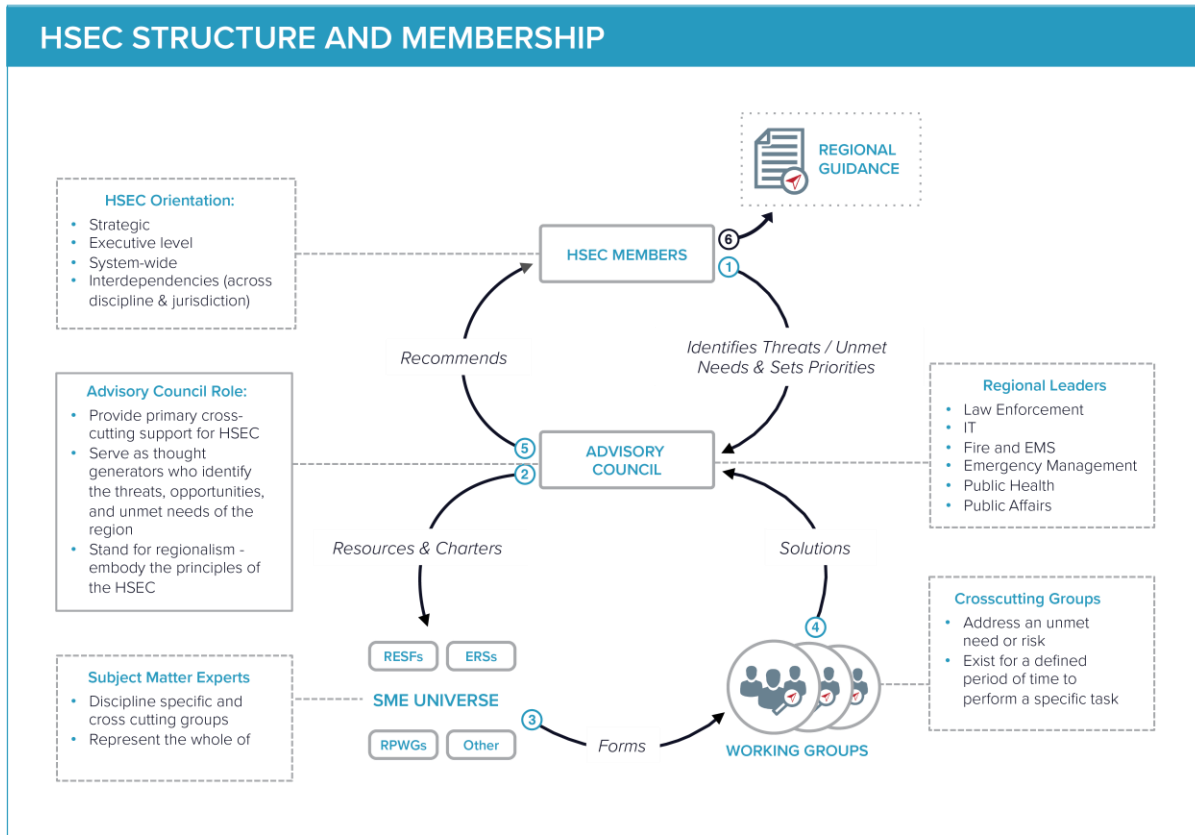 HSEC STRUCTURE AND MEMBERSHIP
REGIONAL
GUIDANCE
HSEC Orientation:
• Strategic
• Executive level
• System-wide
• Interdependencies (across
discipline & jurisdiction)
HSEC MEMBERS
6
1
Recommends
Identifies Threats / Unmet
Needs & Sets Priorities
Advisory Council Role:
• Provide primary cross-
cutting support for HSEC
• Serve as thought
generators who identify
the threats, opportunities,
and unmet needs of the
region
• Stand for regionalism -
embody the principles of
the HSEC
5
2
ADVISORY
COUNCIL
Regional Leaders
• Law Enforcement
• IT
• Fire and EMS
• Emergency Management
• Public Health
• Public Affairs
Resources & Charters
Solutions
Crosscutting Groups
• Address an unmet
need or risk
• Exist for a defined
period of time to
perform a specific task
4
Subject Matter Experts
• Discipline specific and
cross cutting groups
• Represent the whole of
RESFs
ERSs
SME UNIVERSE
RPWGs
Other
3
Forms
WORKING GROUPS